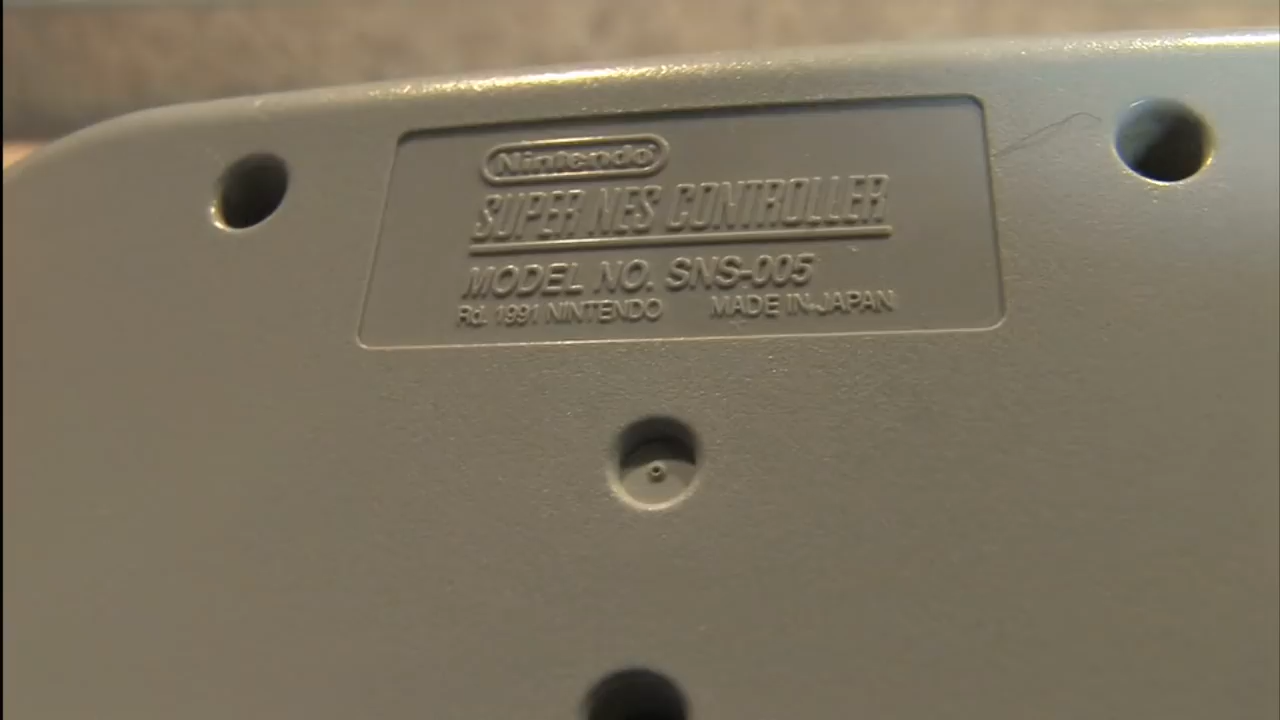 Nintendo
SUPER NES CONTROLLER
MODEL NO. SNS-005
Rd. 1991 NINTENDO MADE IN JAPAN